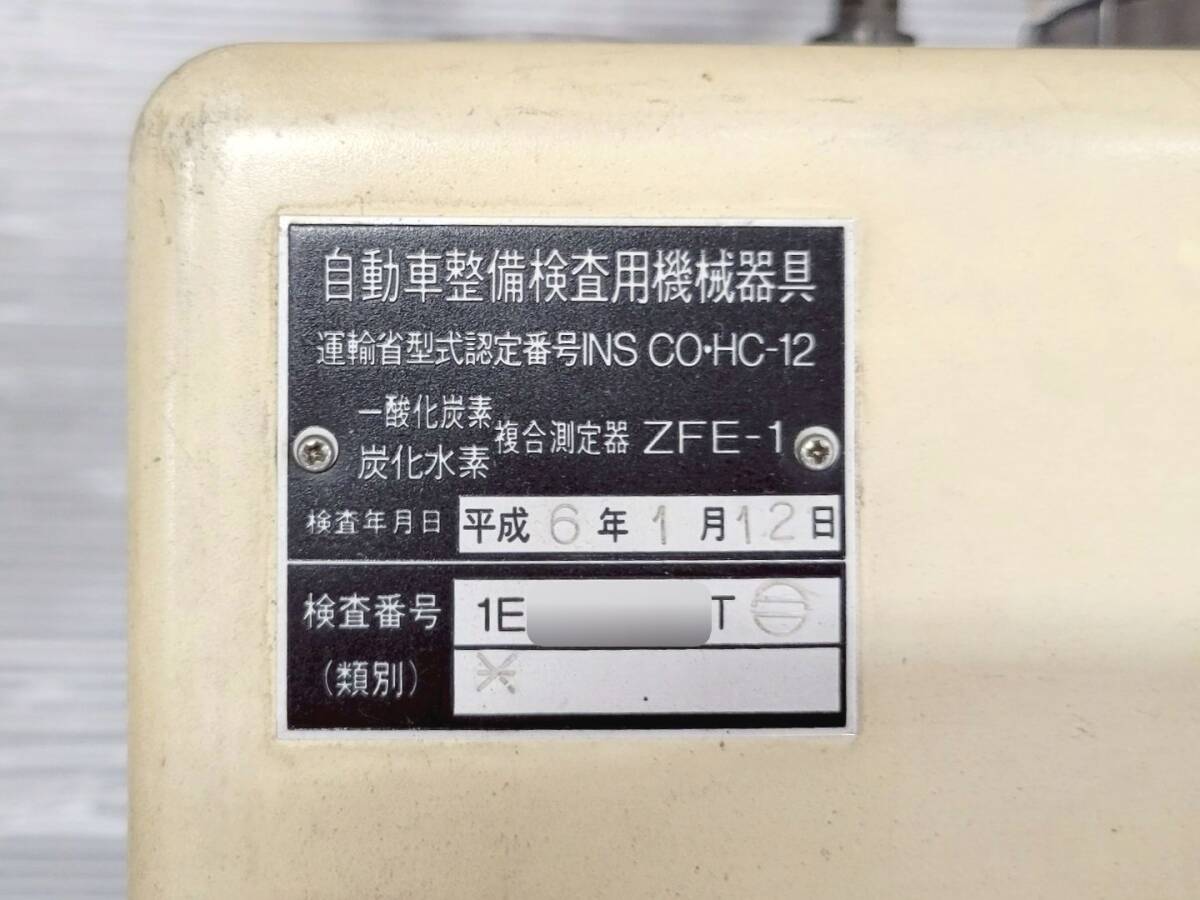 自動車整備検査用機械器具
運輸省型式認定番号INS CO・HC-12
一酸化炭素
炭化水素
複合測定器 ZFE-1
検査年月日 平成 6 年 1 月 12 日
検査番号 1E T
(類別) *